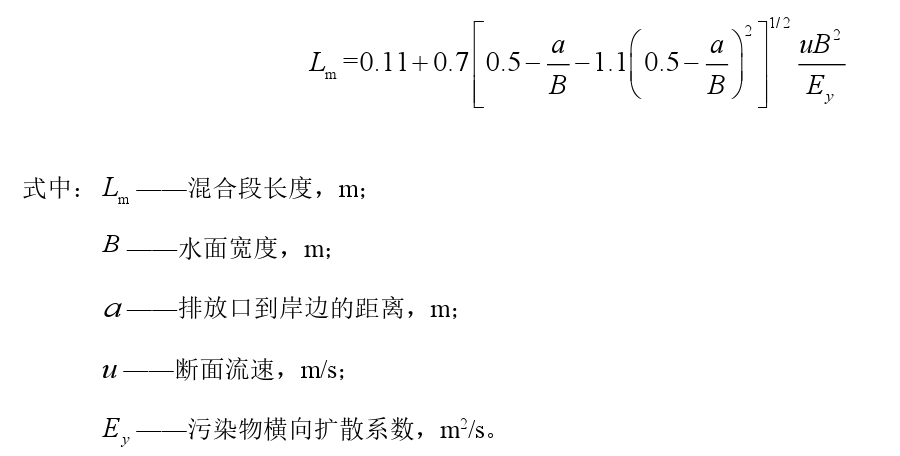 L_m=0.11+0.7[0.5−a/B−1.1(0.5−a/B)²]^{1/2} uB²/E_y
式中：L_m——混合段长度，m；
B——水面宽度，m；
a——排放口到岸边的距离，m；
u——断面流速，m/s；
E_y——污染物横向扩散系数，m²/s。